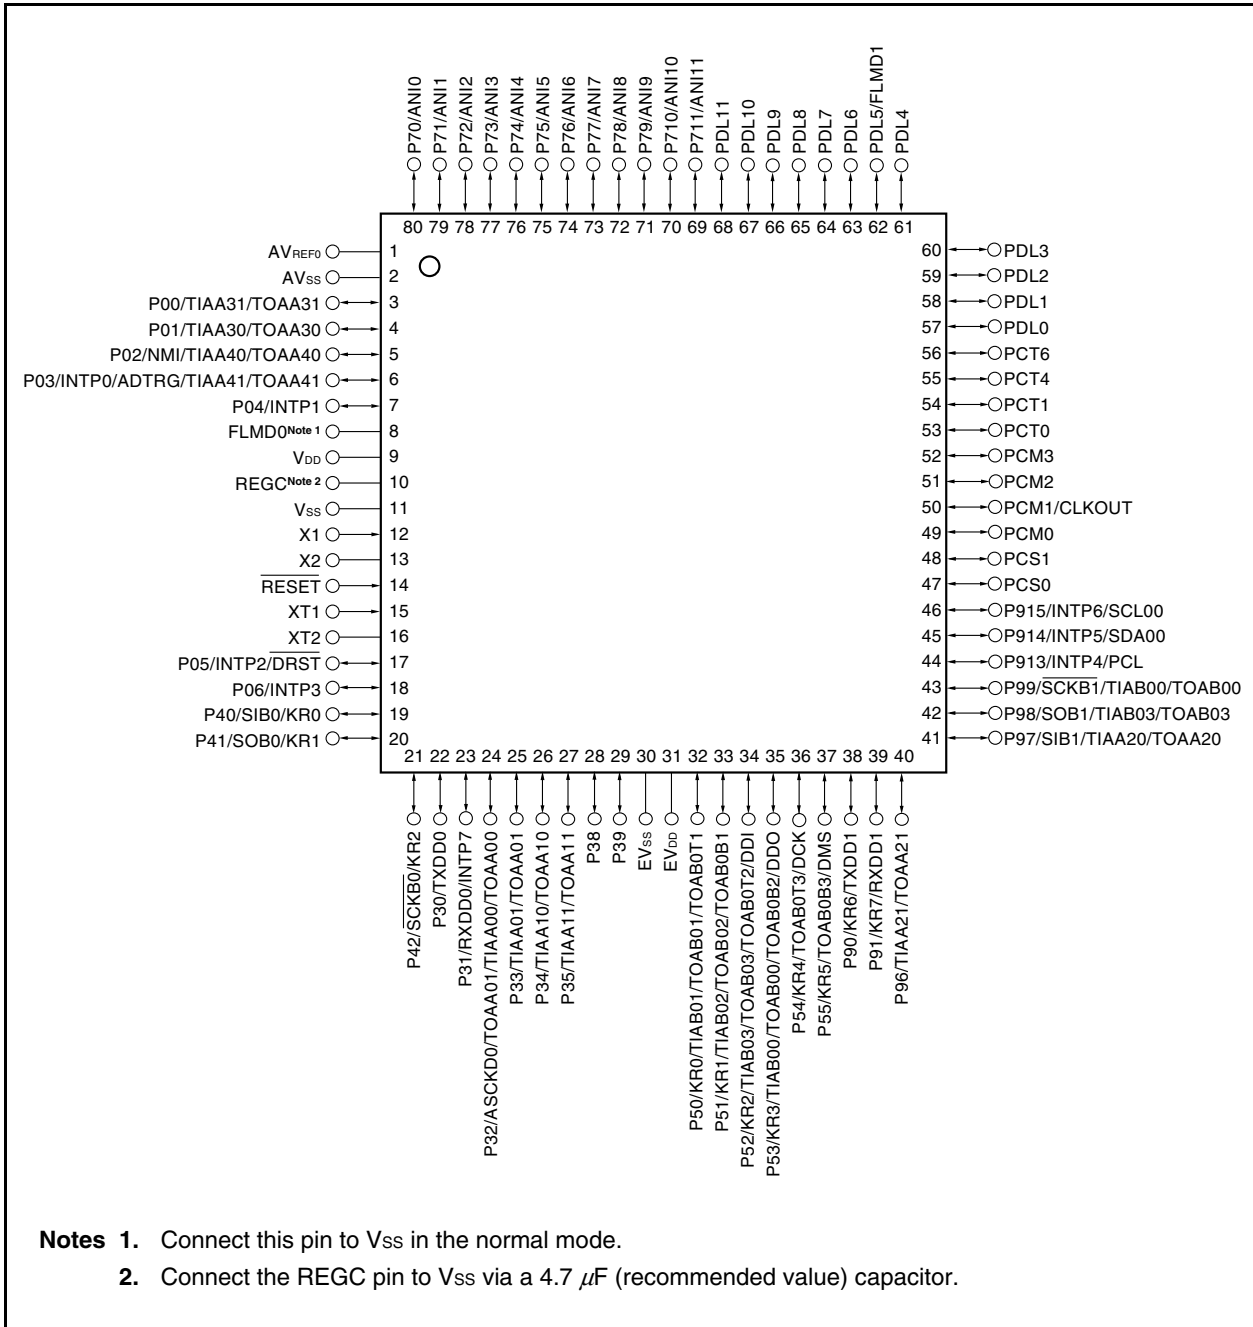 P70/ANI0
P71/ANI1
P72/ANI2
P73/ANI3
P74/ANI4
P75/ANI5
P76/ANI6
P77/ANI7
P78/ANI8
P79/ANI9
P710/ANI10
P711/ANI11
PDL11
PDL10
PDL9
PDL8
PDL7
PDL6
PDL5/FLMD1
PDL4
80 79 78 77 76 75 74 73 72 71 70 69 68 67 66 65 64 63 62 61
AVREF0 1
AVSS 2
P00/TIAA31/TOAA31 3
P01/TIAA30/TOAA30 4
P02/NMI/TIAA40/TOAA40 5
P03/INTP0/ADTRG/TIAA41/TOAA41 6
P04/INTP1 7
FLMD0Note 1 8
VDD 9
REGCNote 2 10
VSS 11
X1 12
X2 13
RESET 14
XT1 15
XT2 16
P05/INTP2/DRST 17
P06/INTP3 18
P40/SIB0/KR0 19
P41/SOB0/KR1 20
60 PDL3
59 PDL2
58 PDL1
57 PDL0
56 PCT6
55 PCT4
54 PCT1
53 PCT0
52 PCM3
51 PCM2
50 PCM1/CLKOUT
49 PCM0
48 PCS1
47 PCS0
46 P915/INTP6/SCL00
45 P914/INTP5/SDA00
44 P913/INTP4/PCL
43 P99/SCKB1/TIAB00/TOAB00
42 P98/SOB1/TIAB03/TOAB03
41 P97/SIB1/TIAA20/TOAA20
21 22 23 24 25 26 27 28 29 30 31 32 33 34 35 36 37 38 39 40
P42/SCKB0/KR2
P30/TXDD0
P31/RXDD0/INTP7
P32/ASCKD0/TOAA01/TIAA00/TOAA00
P33/TIAA01/TOAA01
P34/TIAA10/TOAA10
P35/TIAA11/TOAA11
P38
P39
EVSS
EVDD
P50/KR0/TIAB01/TOAB01/TOAB0T1
P51/KR1/TIAB02/TOAB02/TOAB0B1
P52/KR2/TIAB03/TOAB03/TOAB0T2/DDI
P53/KR3/TIAB00/TOAB00/TOAB0B2/DDO
P54/KR4/TOAB0T3/DCK
P55/KR5/TOAB0B3/DMS
P90/KR6/TXDD1
P91/KR7/RXDD1
P96/TIAA21/TOAA21
Notes 1. Connect this pin to VSS in the normal mode.
2. Connect the REGC pin to VSS via a 4.7 μF (recommended value) capacitor.